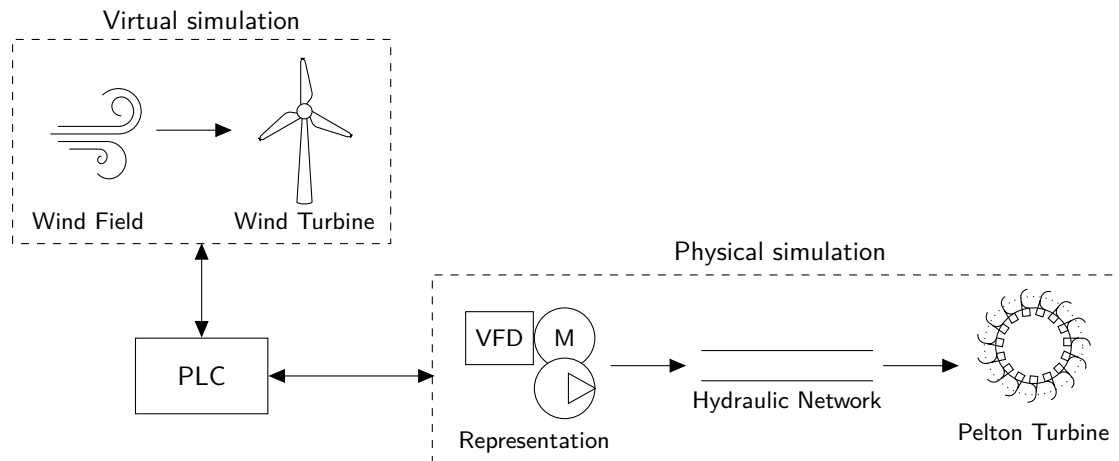 Virtual simulation
Wind Field
Wind Turbine
Physical simulation
VFD
M
PLC
Hydraulic Network
Representation
Pelton Turbine